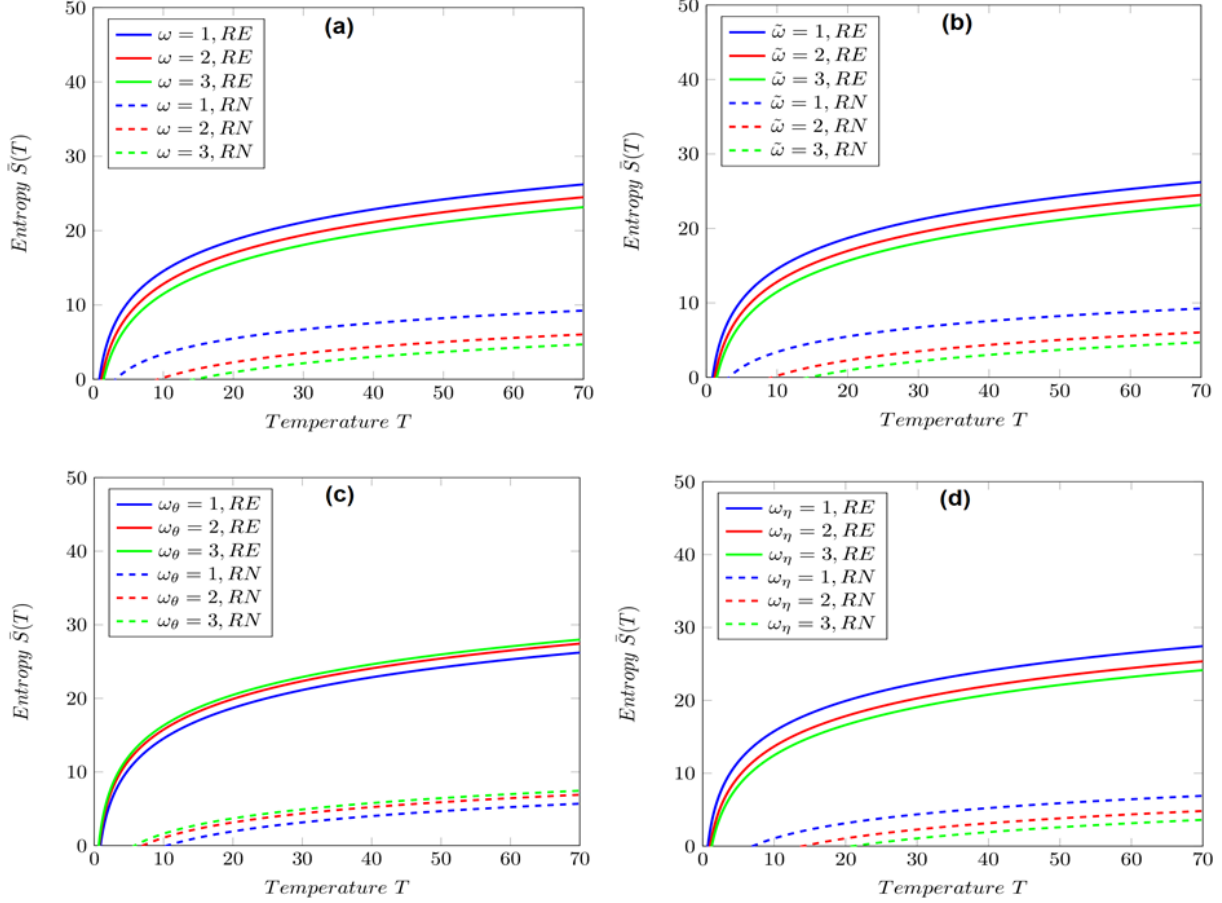 (a)
ω = 1, RE
ω = 2, RE
ω = 3, RE
ω = 1, RN
ω = 2, RN
ω = 3, RN
50
40
30
20
10
0
Entropy S̄(T)
0 10 20 30 40 50 60 70
Temperature T
(b)
ω̃ = 1, RE
ω̃ = 2, RE
ω̃ = 3, RE
ω̃ = 1, RN
ω̃ = 2, RN
ω̃ = 3, RN
50
40
30
20
10
0
Entropy S̄(T)
0 10 20 30 40 50 60 70
Temperature T
(c)
ω_θ = 1, RE
ω_θ = 2, RE
ω_θ = 3, RE
ω_θ = 1, RN
ω_θ = 2, RN
ω_θ = 3, RN
50
40
30
20
10
0
Entropy S̄(T)
0 10 20 30 40 50 60 70
Temperature T
(d)
ω_η = 1, RE
ω_η = 2, RE
ω_η = 3, RE
ω_η = 1, RN
ω_η = 2, RN
ω_η = 3, RN
50
40
30
20
10
0
Entropy S̄(T)
0 10 20 30 40 50 60 70
Temperature T